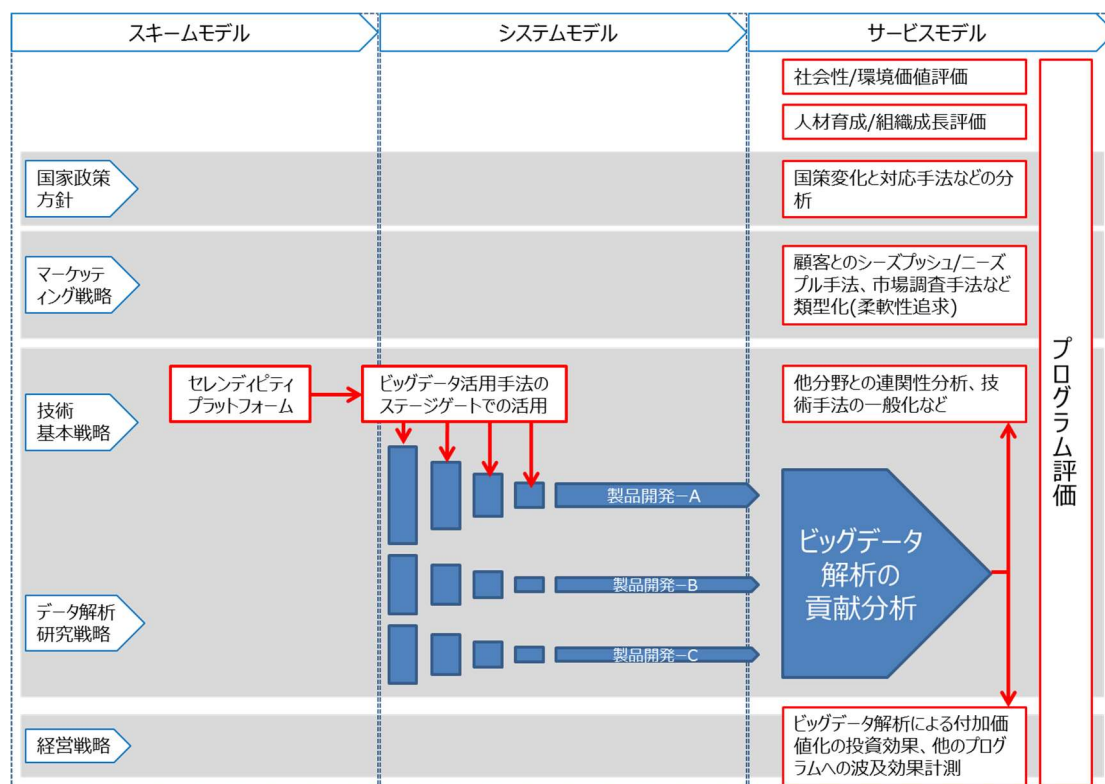 スキームモデル
システムモデル
サービスモデル
社会性/環境価値評価
人材育成/組織成長評価
国家政策
方針
国策変化と対応手法などの分
析
マーケッテ
ィング戦略
顧客とのシーズプッシュ/ニーズ
プル手法、市場調査手法など
類型化(柔軟性追求)
技術
基本戦略
セレンディピティ
プラットフォーム
ビッグデータ活用手法の
ステージゲートでの活用
他分野との連関性分析、技
術手法の一般化など
製品開発−A
製品開発−B
製品開発−C
ビッグデータ
解析の
貢献分析
データ解析
研究戦略
経営戦略
ビッグデータ解析による付加価
値化の投資効果、他のプログ
ラムへの波及効果計測
プログラム評価